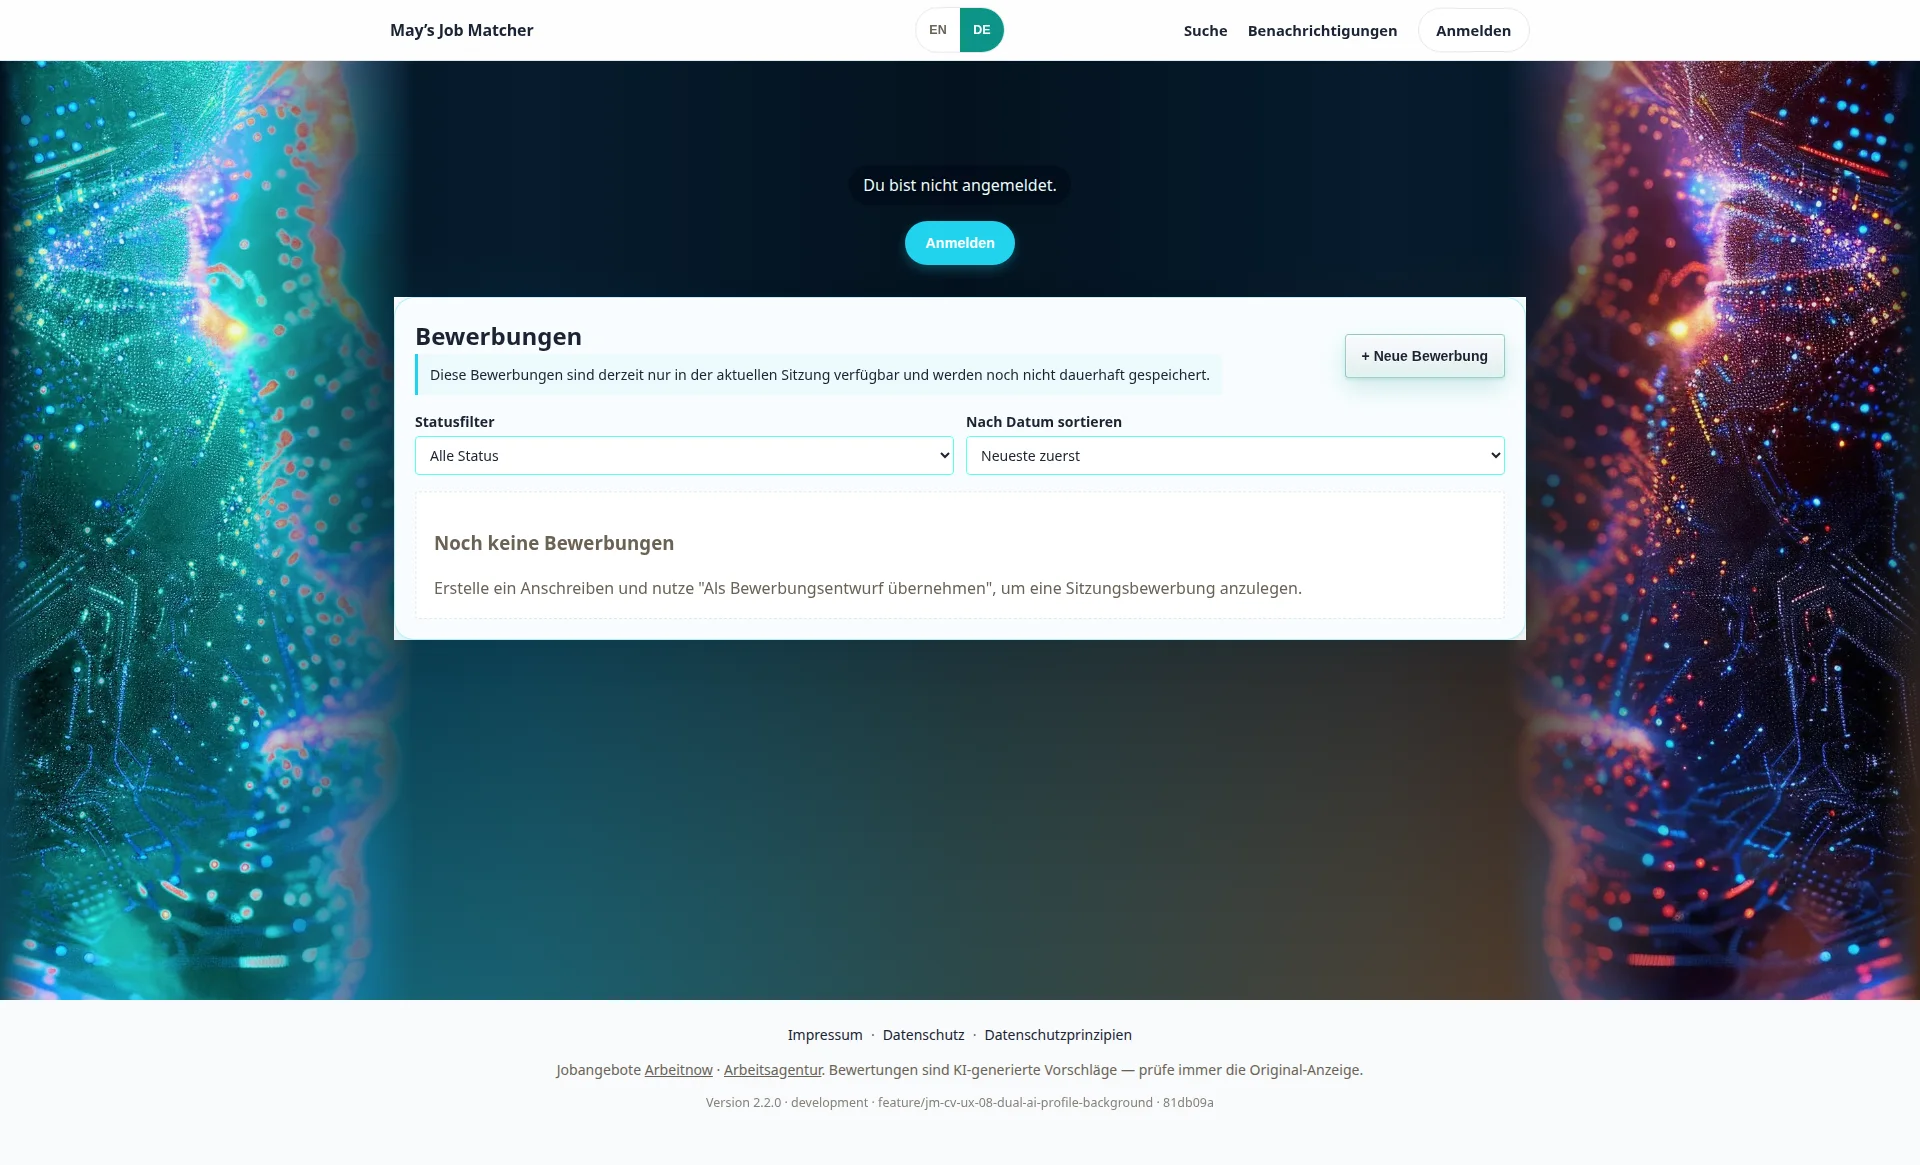 May’s Job Matcher
EN DE
Suche Benachrichtigungen Anmelden
Du bist nicht angemeldet.
Anmelden
Bewerbungen
+ Neue Bewerbung
Diese Bewerbungen sind derzeit nur in der aktuellen Sitzung verfügbar und werden noch nicht dauerhaft gespeichert.
Statusfilter Nach Datum sortieren
Alle Status Neueste zuerst
Noch keine Bewerbungen
Erstelle ein Anschreiben und nutze "Als Bewerbungsentwurf übernehmen", um eine Sitzungsbewerbung anzulegen.
Impressum · Datenschutz · Datenschutzprinzipien
Jobangebote Arbeitnow · Arbeitsagentur. Bewertungen sind KI-generierte Vorschläge — prüfe immer die Original-Anzeige.
Version 2.2.0 · development · feature/jm-cv-ux-08-dual-ai-profile-background · 81db09a